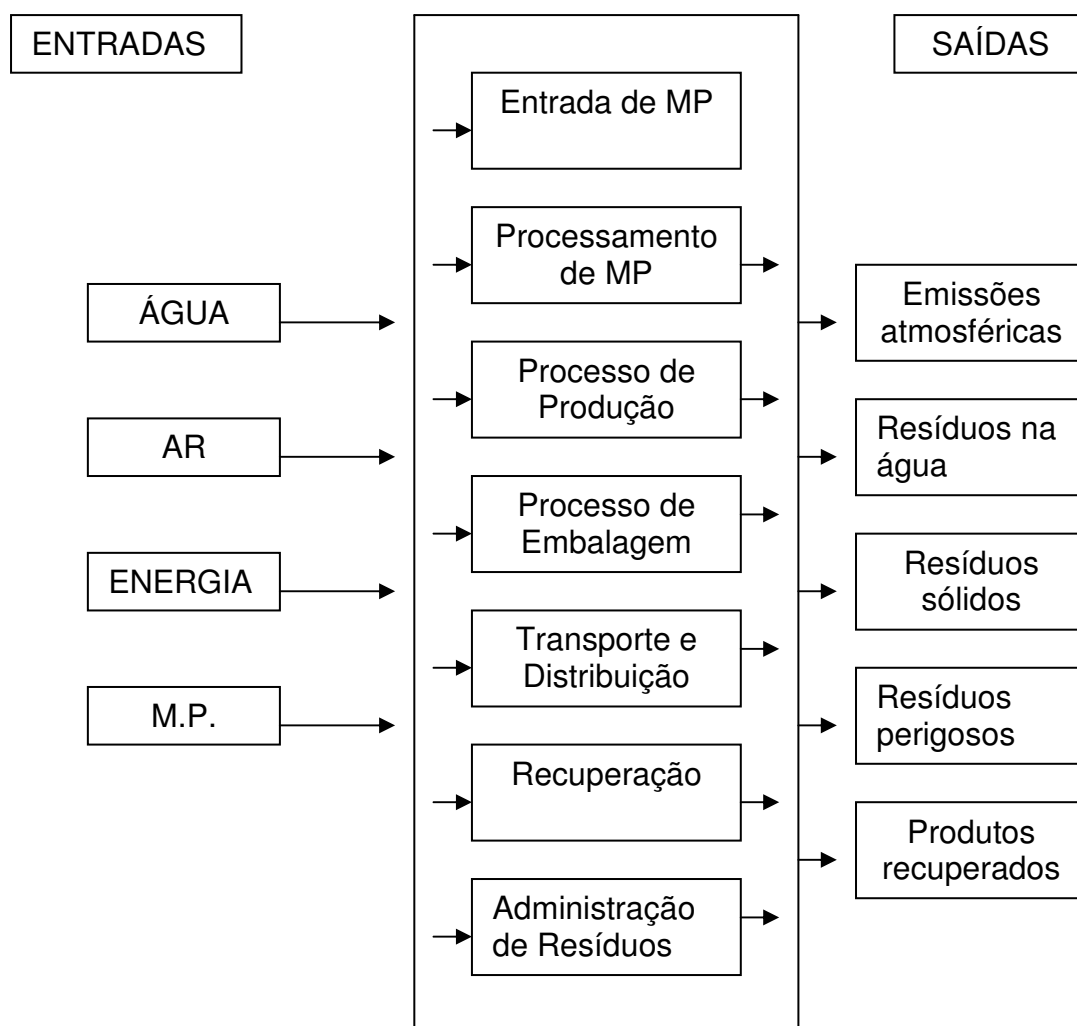 ENTRADAS
SAÍDAS
Entrada de MP
Processamento
de MP
Processo de
Produção
Processo de
Embalagem
Transporte e
Distribuição
Recuperação
Administração
de Resíduos
ÁGUA
AR
ENERGIA
M.P.
Emissões
atmosféricas
Resíduos na
água
Resíduos
sólidos
Resíduos
perigosos
Produtos
recuperados